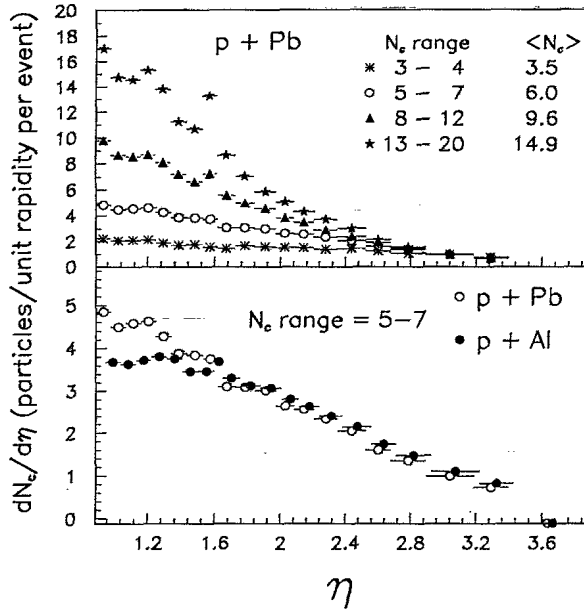 p + Pb
N_c range <N_c>
3 – 4 3.5
5 – 7 6.0
8 – 12 9.6
13 – 20 14.9
20
18
16
14
12
10
8
6
4
2
0
dN_c/dη (particles/unit rapidity per event)
p + Pb
p + Al
N_c range = 5–7
5
4
3
2
1
0
1.2 1.6 2 2.4 2.8 3.2 3.6
η